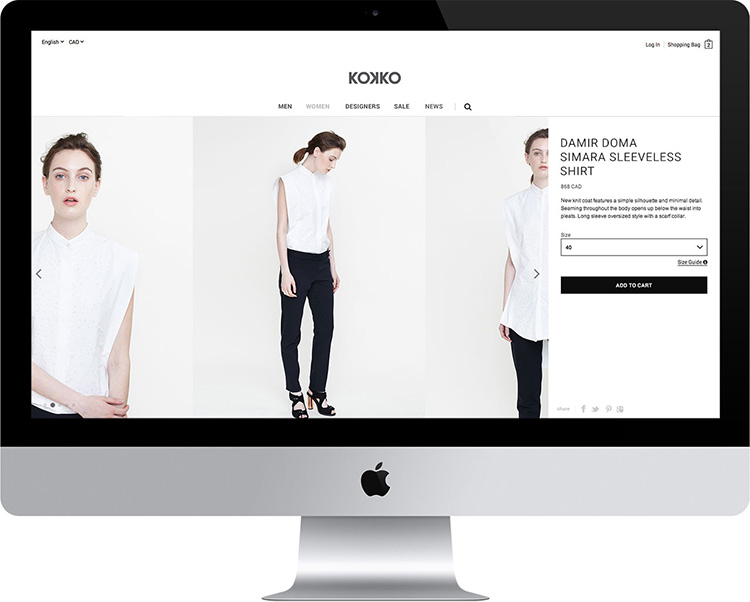 English CAD
Log In Shopping Bag 2
KOKKO
MEN WOMEN DESIGNERS SALE NEWS
DAMIR DOMA
SIMARA SLEEVELESS
SHIRT
868 CAD
New knit coat features a simple silhouette and minimal detail.
Seaming throughout the body opens up below the waist into
pleats. Long sleeve oversized style with a scarf collar.
Size
40
Size Guide
ADD TO CART
share